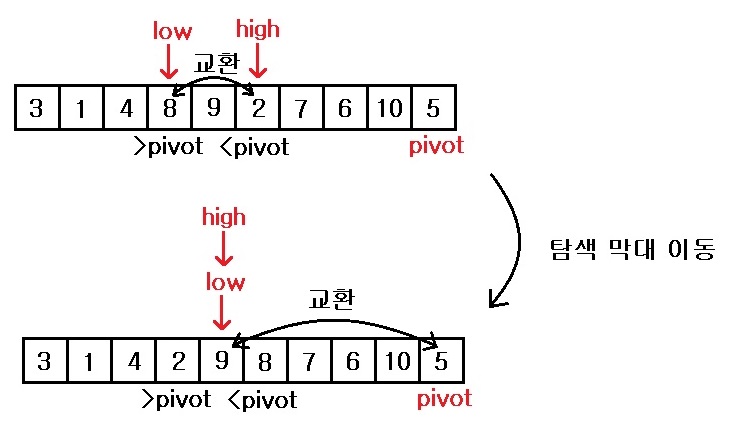 low high
교환
3 1 4 8 9 2 7 6 10 5
>pivot <pivot pivot
high
탐색 막대 이동
low
교환
3 1 4 2 9 8 7 6 10 5
>pivot <pivot pivot